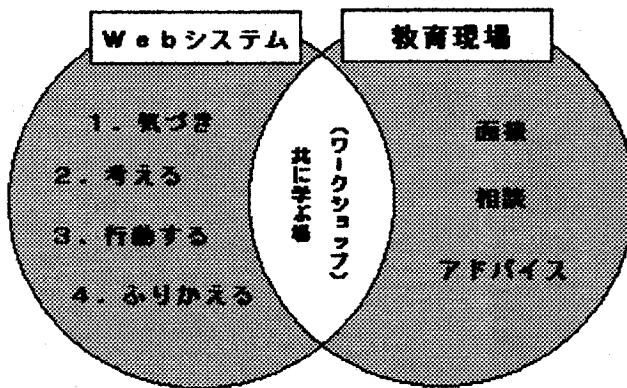 Ｗｅｂシステム
教育現場
１．気づき
２．考える
３．行動する
４．ふりかえる
共に学ぶ場
（ワークショップ）
面接
相談
アドバイス